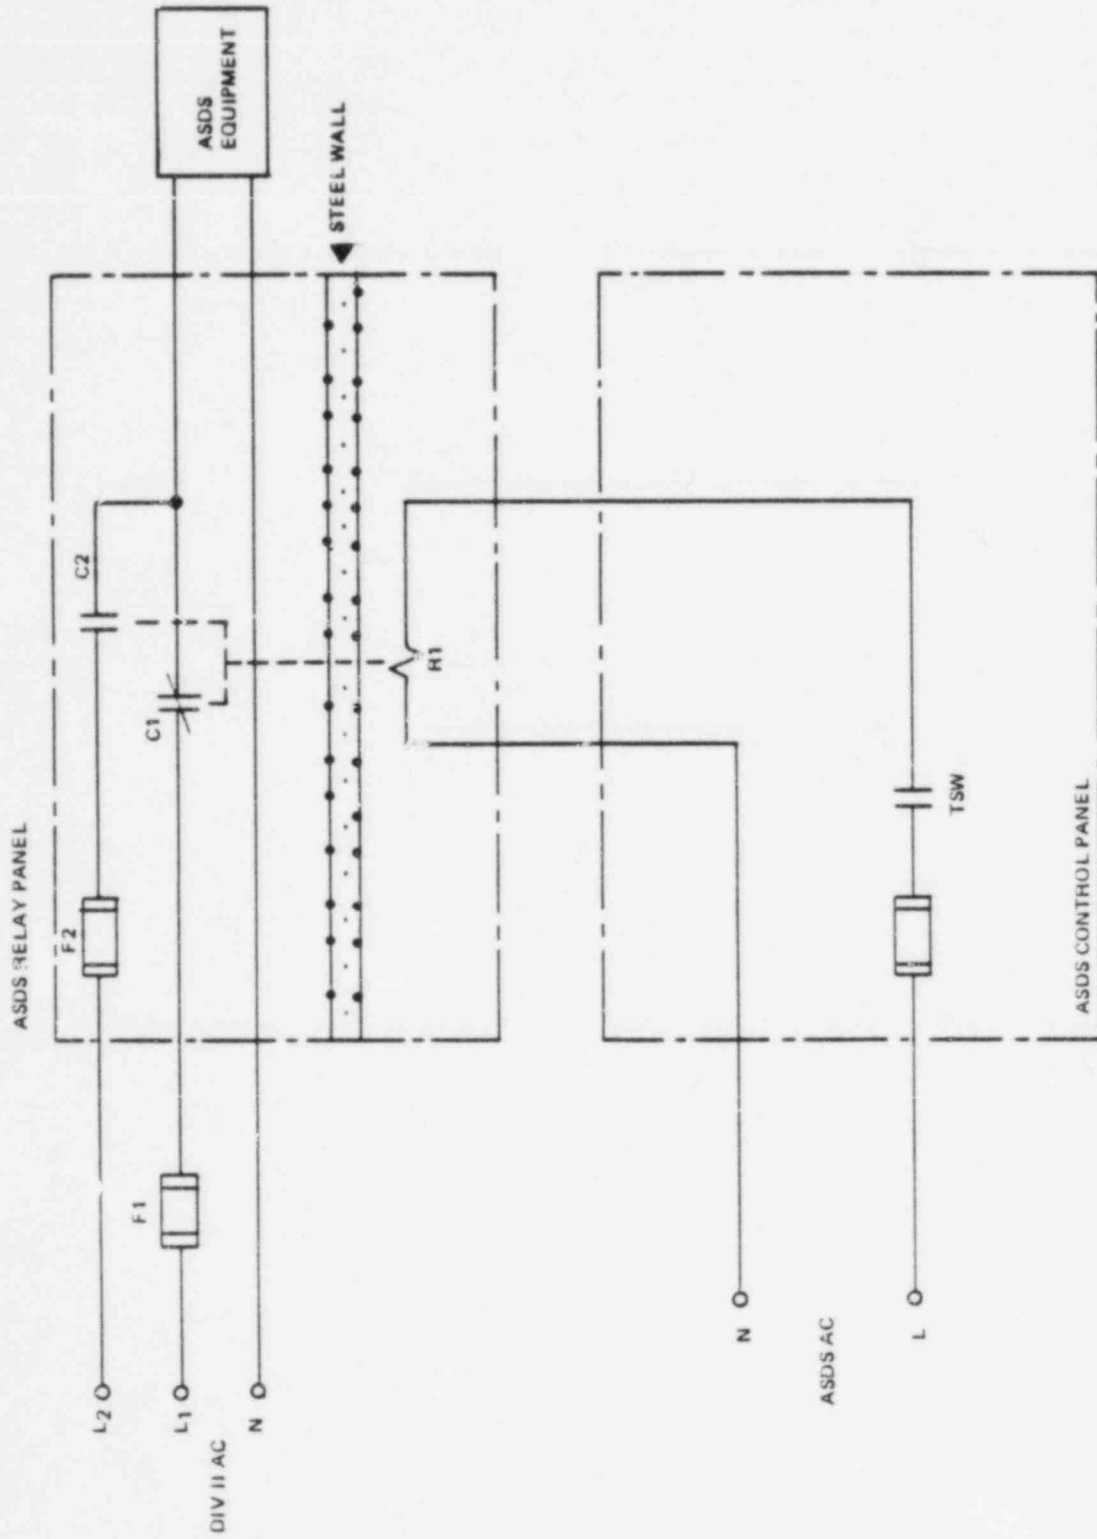 ASDS RELAY PANEL
ASDS
EQUIPMENT
STEEL WALL
C2
C1
F2
F1
L2
L1
N
DIV II AC
R1
TSW
N
L
ASDS AC
ASDS CONTROL PANEL